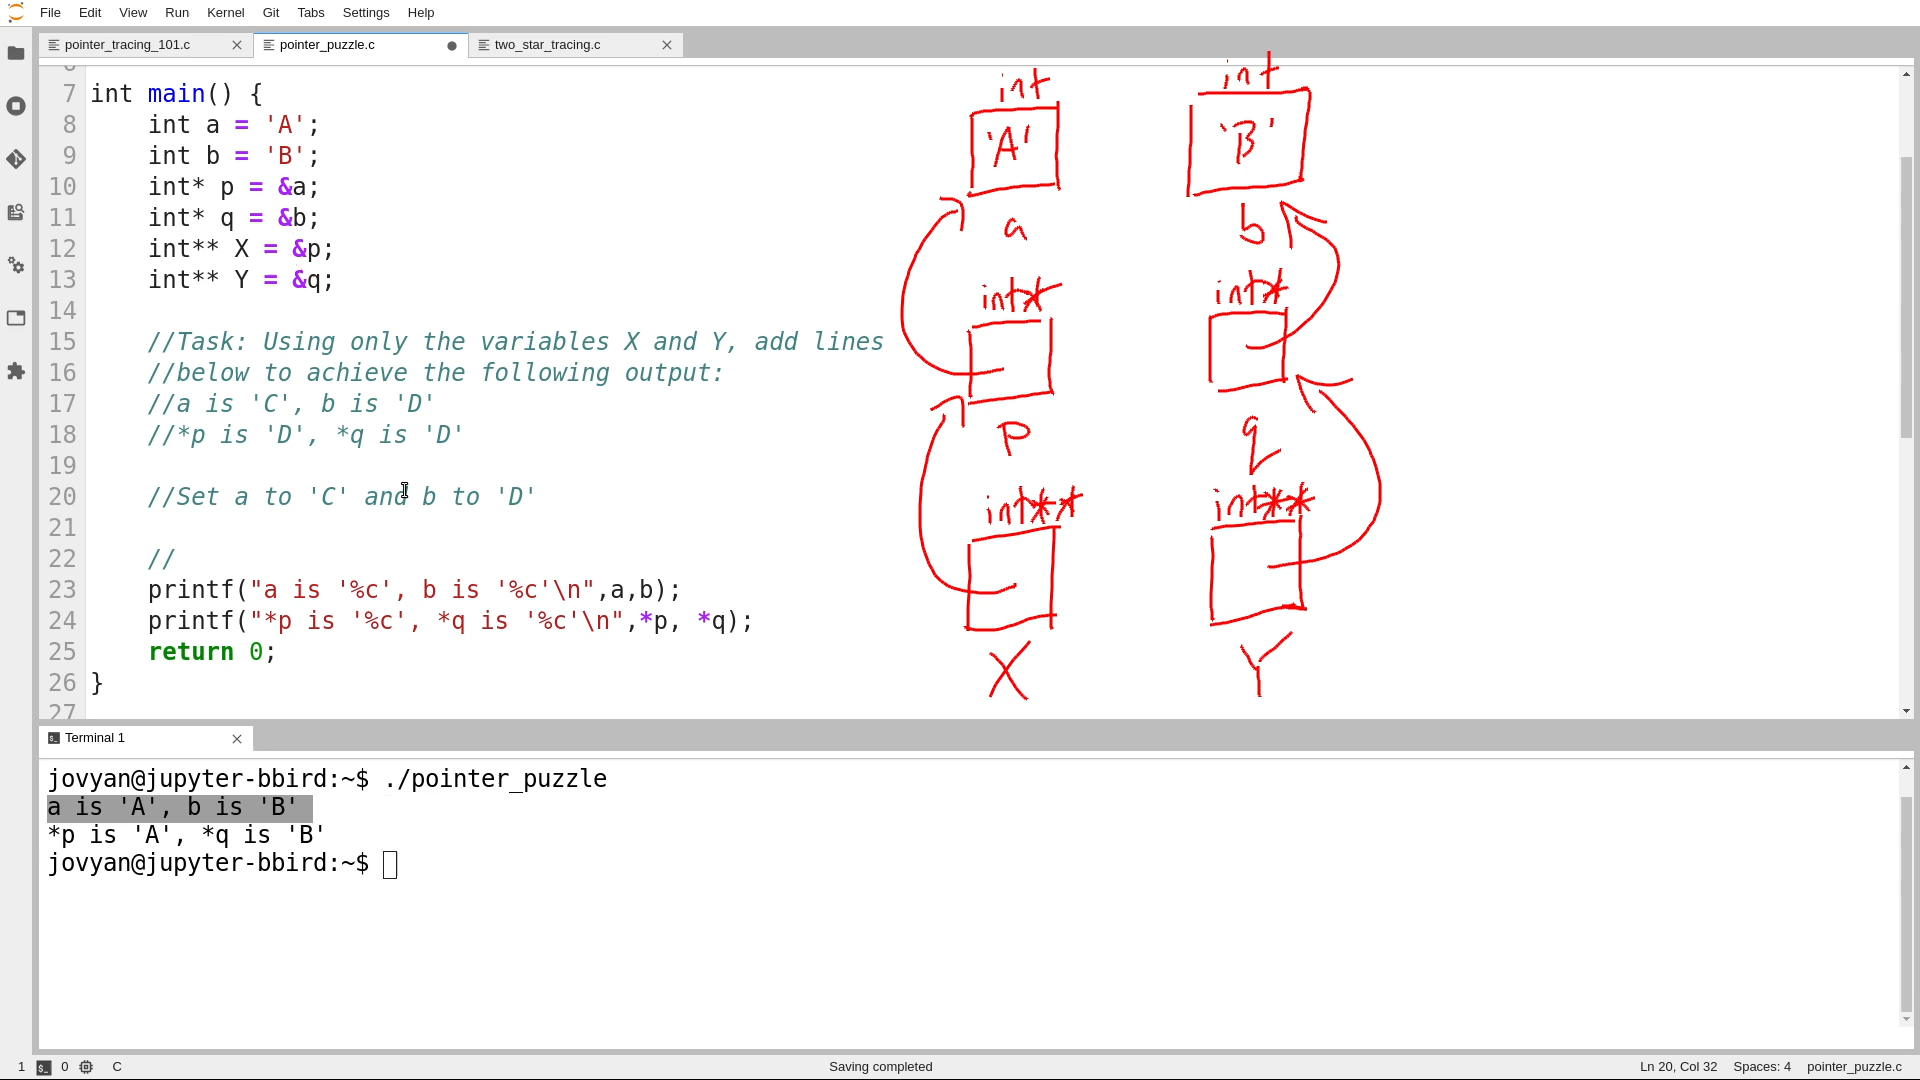 File Edit View Run Kernel Git Tabs Settings Help
pointer_tracing_101.c pointer_puzzle.c two_star_tracing.c
7 int main() {
8     int a = 'A';
9     int b = 'B';
10     int* p = &a;
11     int* q = &b;
12     int** X = &p;
13     int** Y = &q;
14
15     //Task: Using only the variables X and Y, add lines
16     //below to achieve the following output:
17     //a is 'C', b is 'D'
18     //*p is 'D', *q is 'D'
19
20     //Set a to 'C' and b to 'D'
21
22     //
23     printf("a is '%c', b is '%c'\n",a,b);
24     printf("*p is '%c', *q is '%c'\n",*p, *q);
25     return 0;
26 }
27
int int
'A' 'B'
a b
int* int*
p q
int** int**
X Y
Terminal 1
jovyan@jupyter-bbird:~$ ./pointer_puzzle
a is 'A', b is 'B'
*p is 'A', *q is 'B'
jovyan@jupyter-bbird:~$
1 0 C Saving completed Ln 20, Col 32 Spaces: 4 pointer_puzzle.c